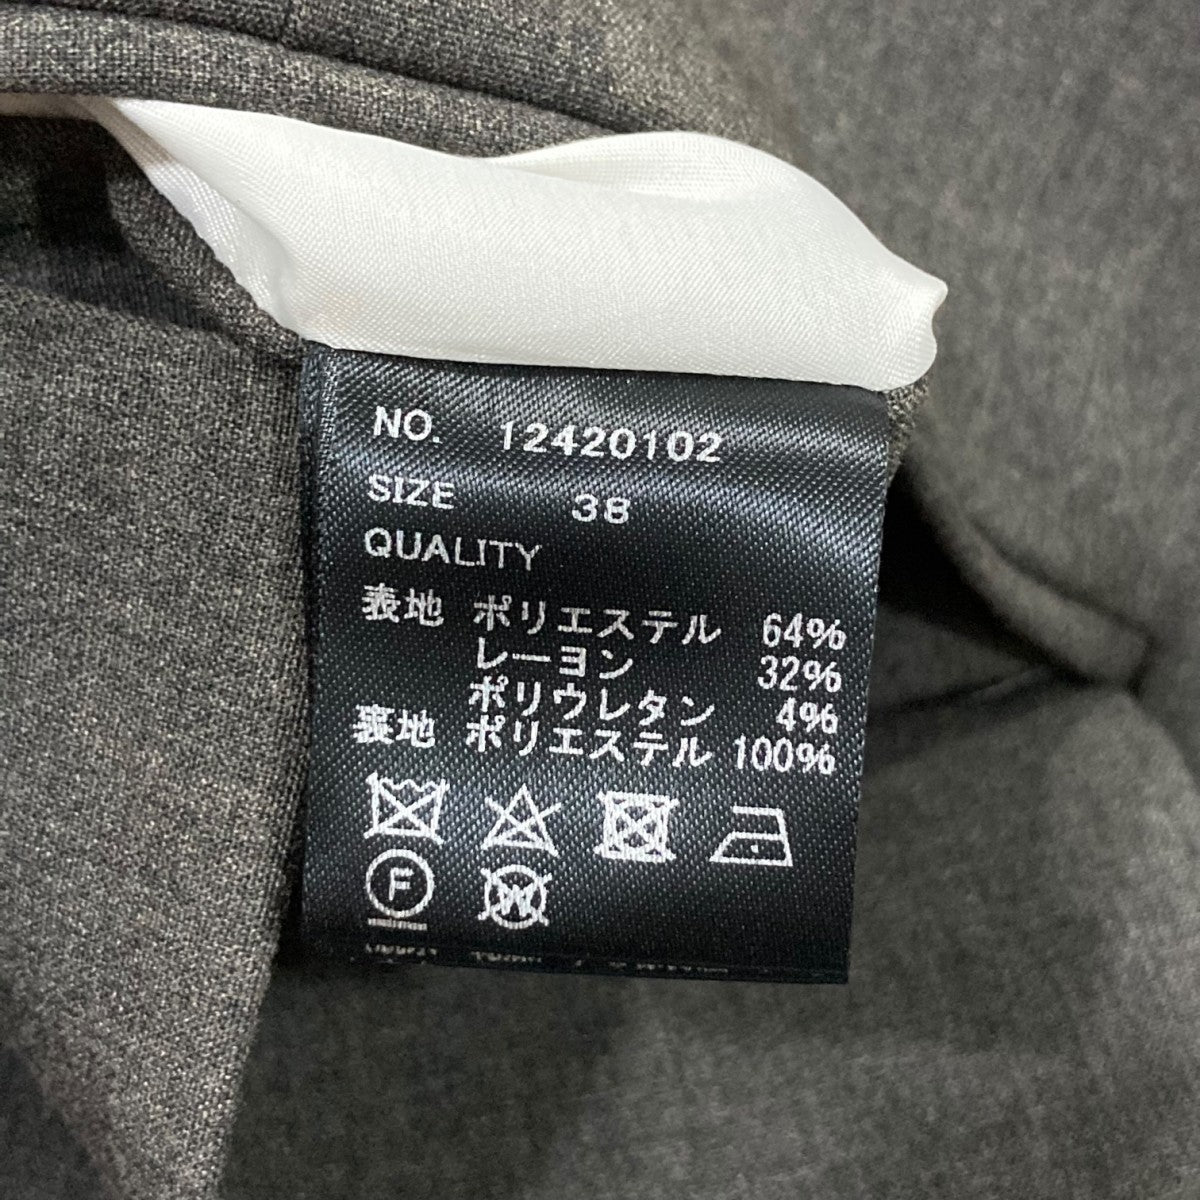 NO. 12420102
SIZE 38
QUALITY
表地 ポリエステル 64%
レーヨン 32%
ポリウレタン 4%
裏地 ポリエステル 100%
F W